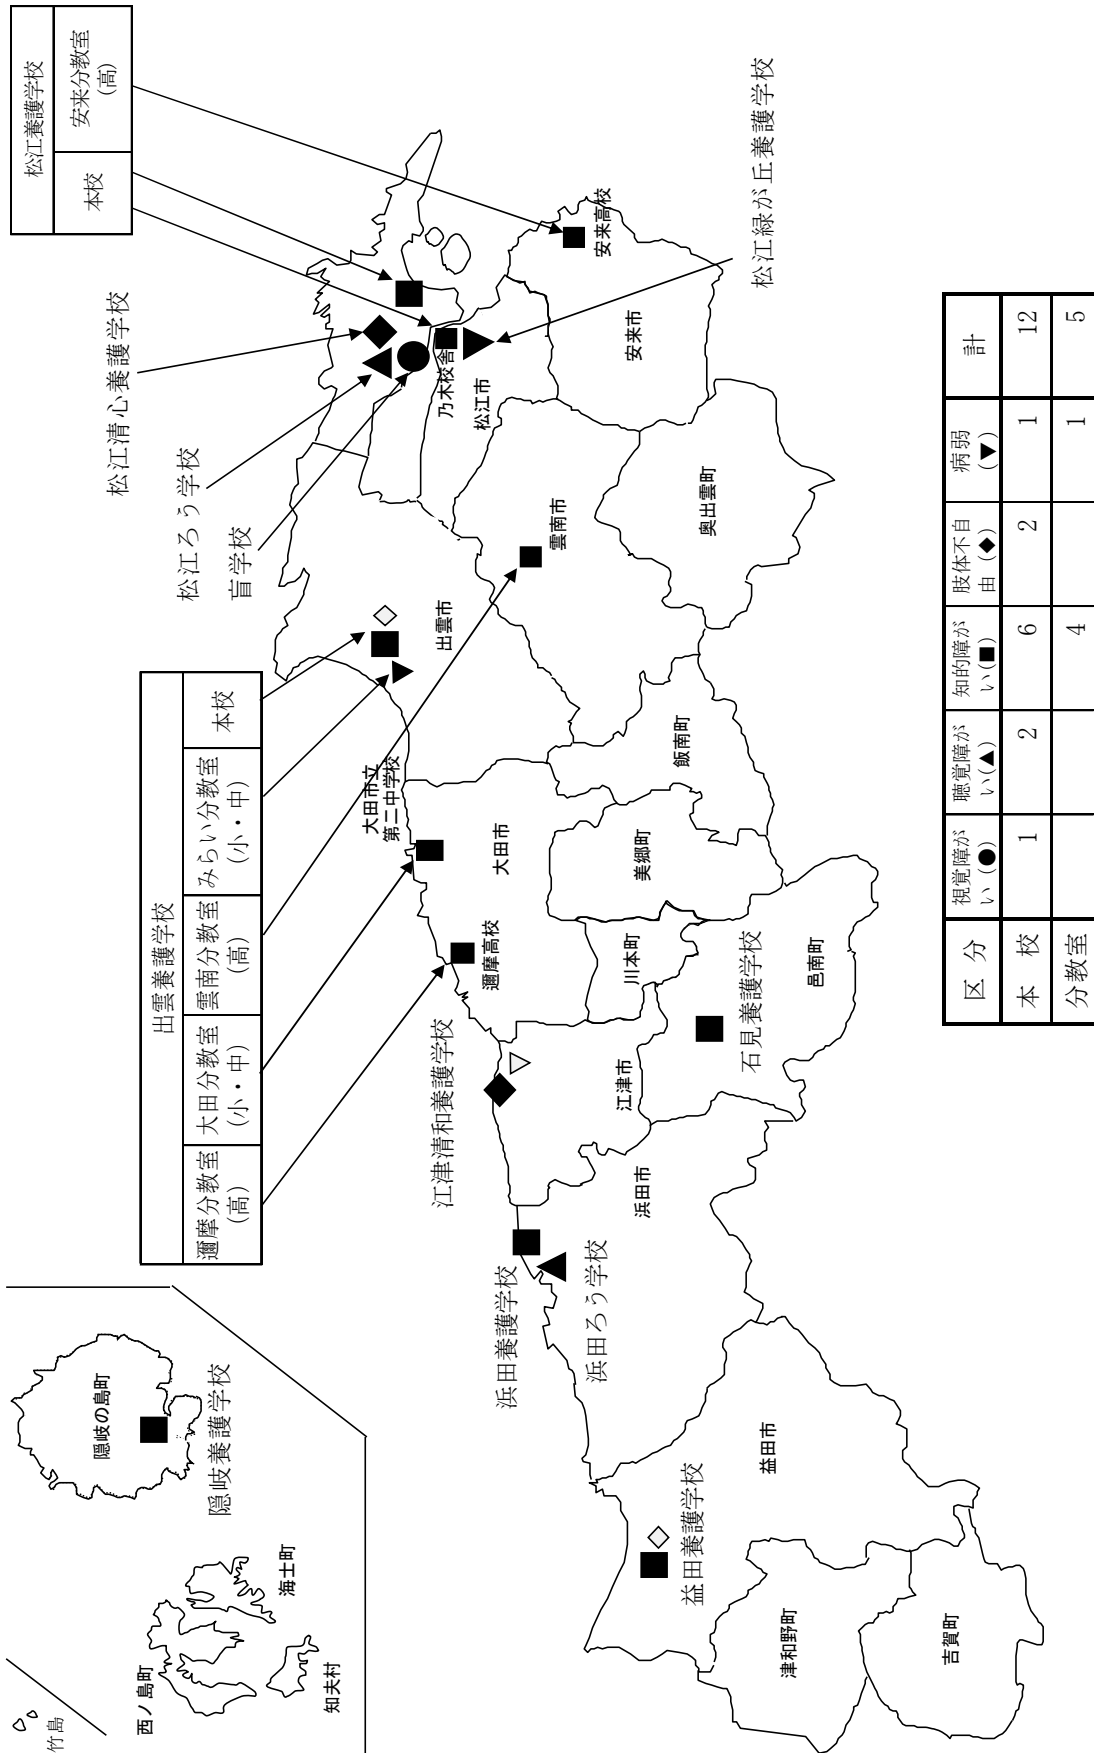 松江養護学校
本校
安来分教室
(高)
松江清心養護学校
松江ろう学校
盲学校
松江緑が丘養護学校
出雲養護学校
邇摩分教室
(高)
大田分教室
(小・中)
雲南分教室
(高)
みらい分教室
(小・中)
本校
安来高校
安来市
乃木校舎
松江市
雲南市
奥出雲町
出雲市
飯南町
大田市立
第二中学校
大田市
美郷町
邇摩高校
川本町
邑南町
石見養護学校
江津清和養護学校
江津市
浜田市
浜田養護学校
浜田ろう学校
益田市
益田養護学校
津和野町
吉賀町
隠岐の島町
隠岐養護学校
海士町
西ノ島町
知夫村
竹島
区 分
視覚障が
い(●)
聴覚障が
い(▲)
知的障が
い(■)
肢体不自
由(◆)
病弱
(▼)
計
本 校 1 2 6 2 1 12
分教室 4 1 5